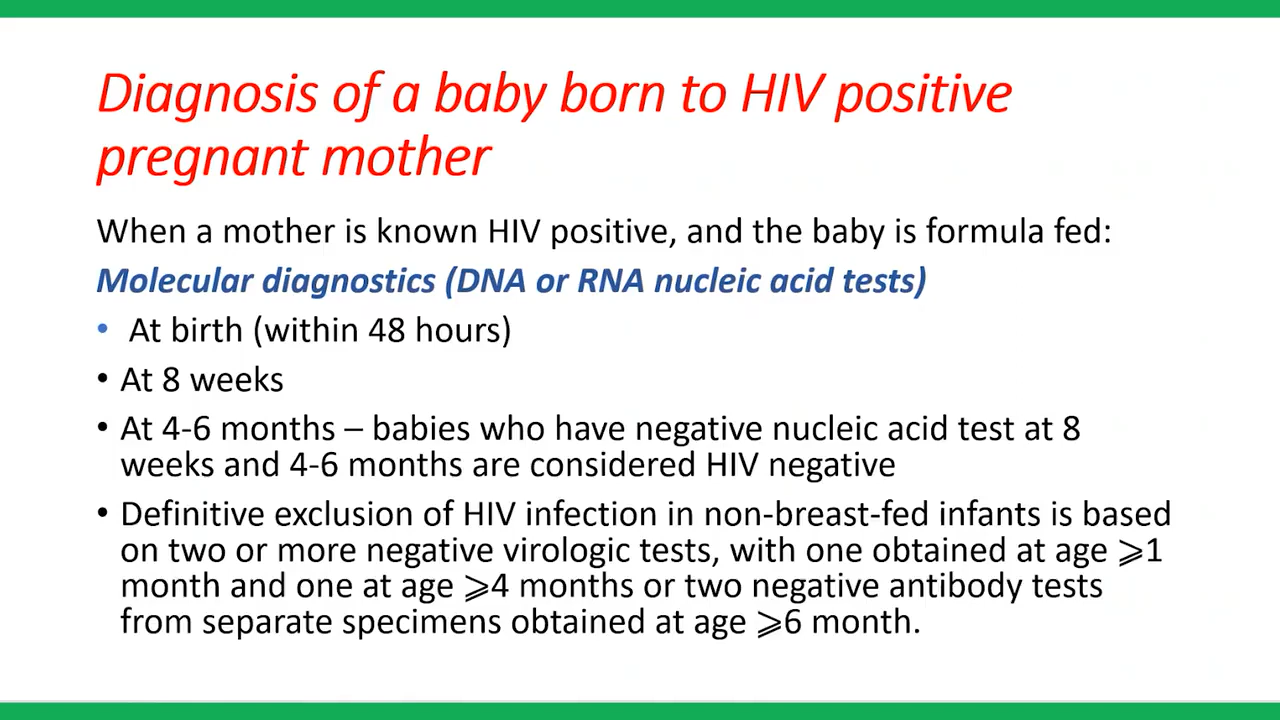 Diagnosis of a baby born to HIV positive
pregnant mother
When a mother is known HIV positive, and the baby is formula fed:
Molecular diagnostics (DNA or RNA nucleic acid tests)
• At birth (within 48 hours)
• At 8 weeks
• At 4-6 months – babies who have negative nucleic acid test at 8
weeks and 4-6 months are considered HIV negative
• Definitive exclusion of HIV infection in non-breast-fed infants is based
on two or more negative virologic tests, with one obtained at age ⩾1
month and one at age ⩾4 months or two negative antibody tests
from separate specimens obtained at age ⩾6 month.